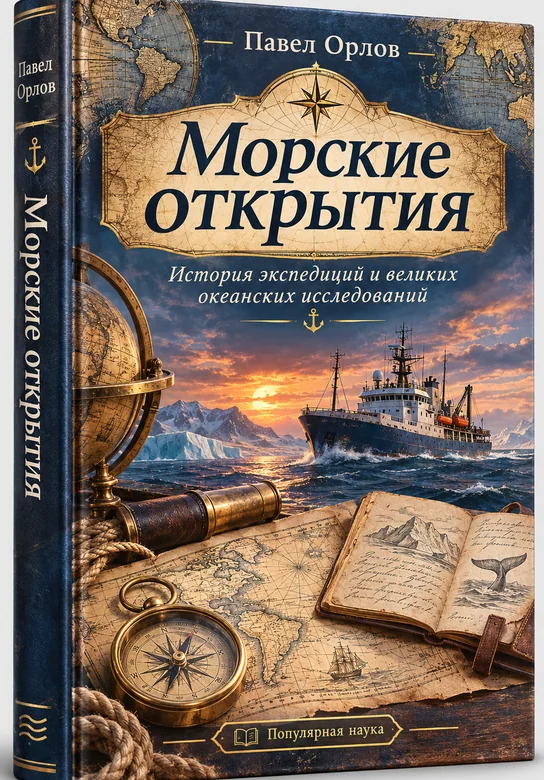 Павел Орлов
Морские
открытия
История экспедиций и великих
океанских исследований
Популярная наука
Павел
Орлов
Морские открытия